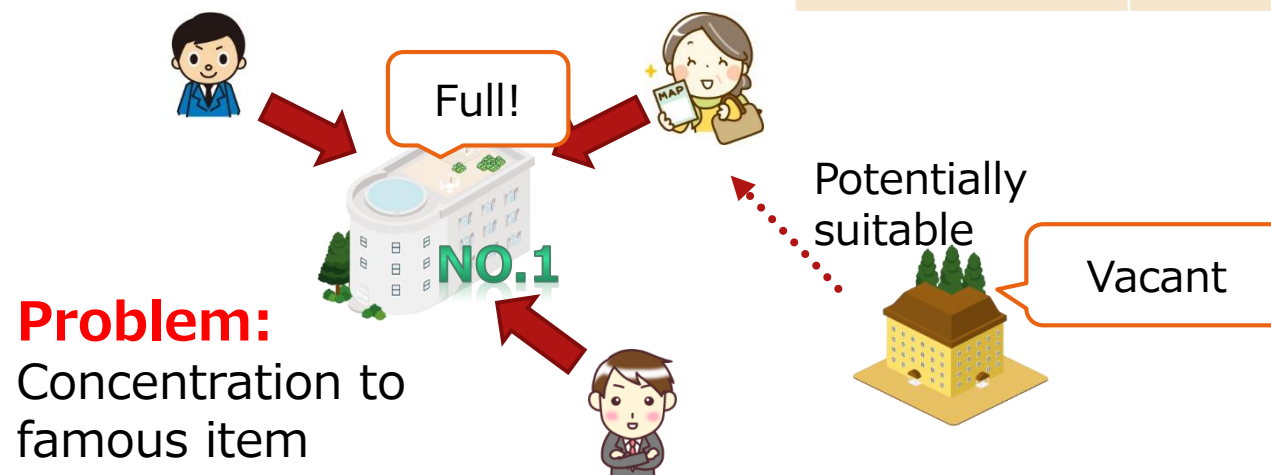 Full!
MAP
Potentially
suitable
NO.1
Vacant
Problem:
Concentration to
famous item